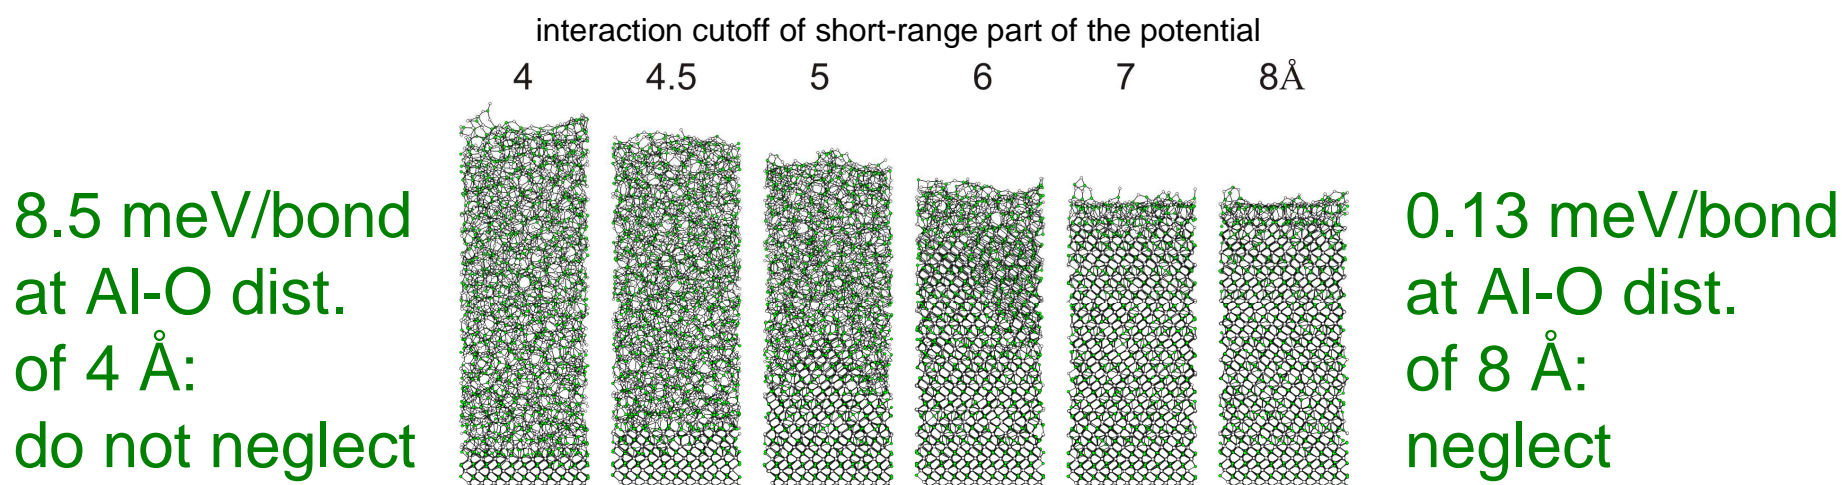 interaction cutoff of short-range part of the potential
4 4.5 5 6 7 8Å
8.5 meV/bond
at Al-O dist.
of 4 Å:
do not neglect
0.13 meV/bond
at Al-O dist.
of 8 Å:
neglect